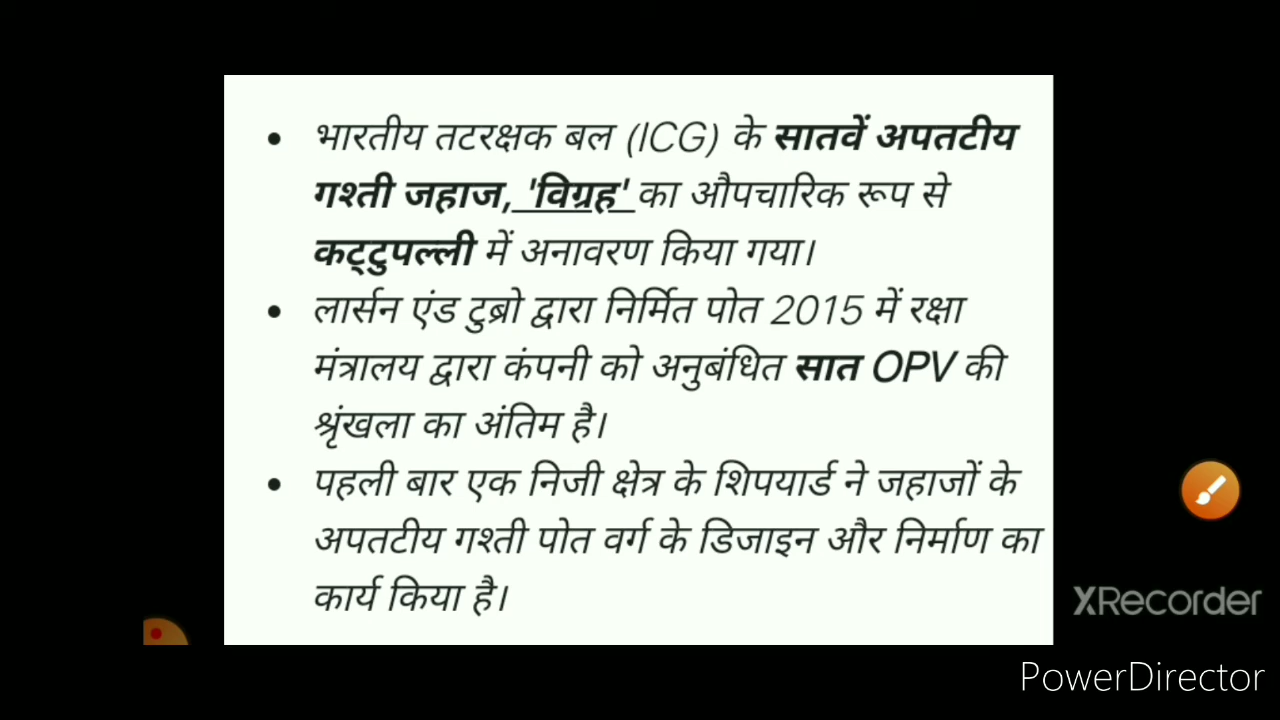 • भारतीय तटरक्षक बल (ICG) के सातवें अपतटीय
गश्ती जहाज, 'विग्रह' का औपचारिक रूप से
कट्टुपल्ली में अनावरण किया गया।
• लार्सन एंड टुब्रो द्वारा निर्मित पोत 2015 में रक्षा
मंत्रालय द्वारा कंपनी को अनुबंधित सात OPV की
श्रृंखला का अंतिम है।
• पहली बार एक निजी क्षेत्र के शिपयार्ड ने जहाजों के
अपतटीय गश्ती पोत वर्ग के डिजाइन और निर्माण का
कार्य किया है।
XRecorder
PowerDirector